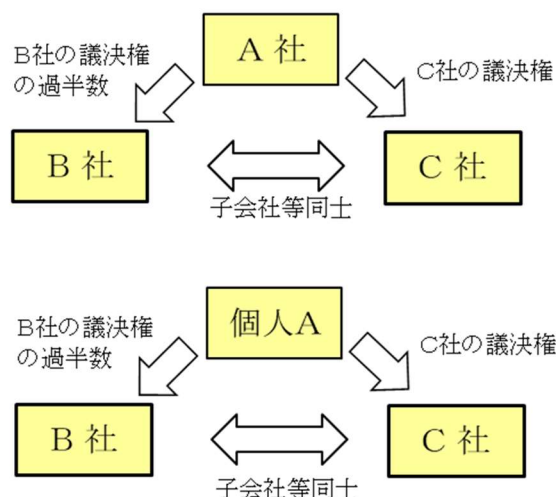 A 社
B社の議決権
の過半数
C社の議決権
B 社
C 社
子会社等同士
個人A
B社の議決権
の過半数
C社の議決権
B 社
C 社
子会社等同士